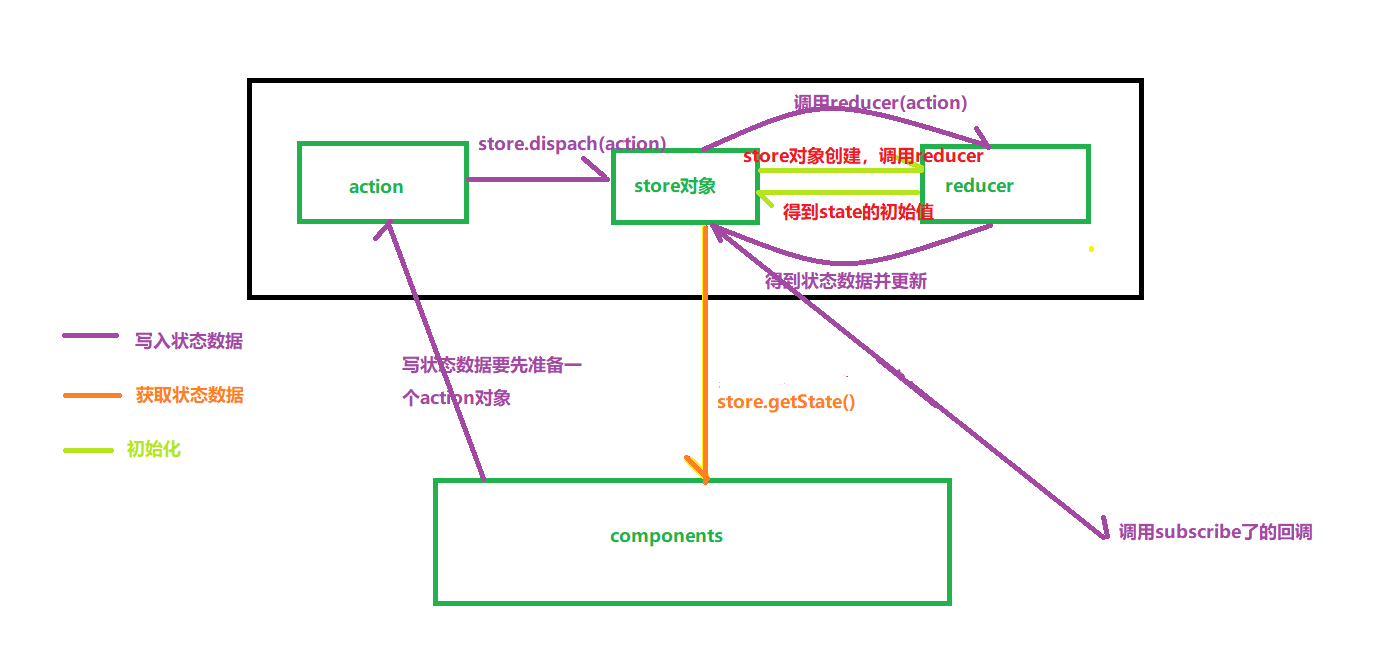 调用reducer(action)
store.dispach(action)
store对象创建，调用reducer
action
store对象
reducer
得到state的初始值
得到状态数据并更新
写入状态数据
写状态数据要先准备一
个action对象
获取状态数据
store.getState()
初始化
components
调用subscribe了的回调